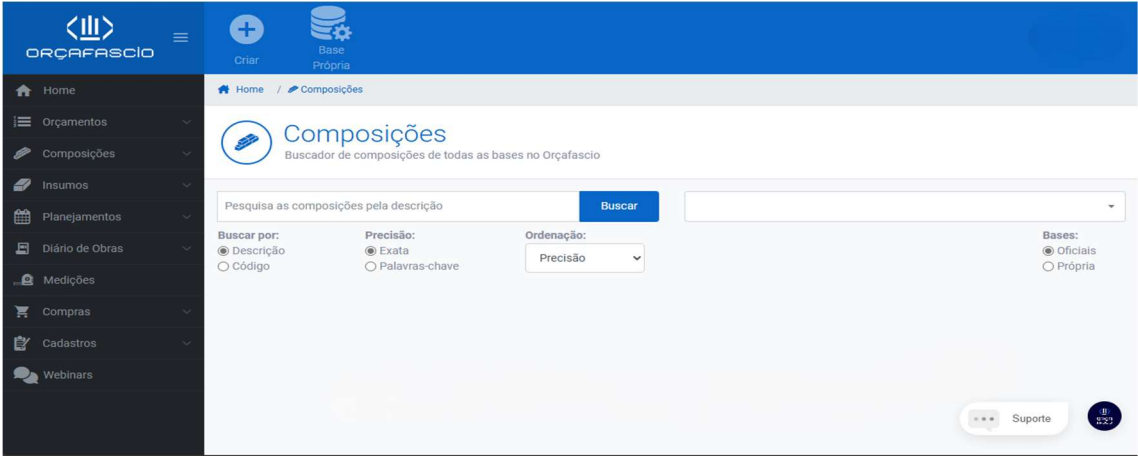 ORÇAFASCIO
Criar
Base
Própria
Home
Orçamentos
Composições
Insumos
Planejamentos
Diário de Obras
Medições
Compras
Cadastros
Webinars
Home / Composições
Composições
Buscador de composições de todas as bases no Orçafascio
Pesquisa as composições pela descrição
Buscar
Buscar por:
Descrição
Código
Precisão:
Exata
Palavras-chave
Ordenação:
Precisão
Bases:
Oficiais
Própria
Suporte